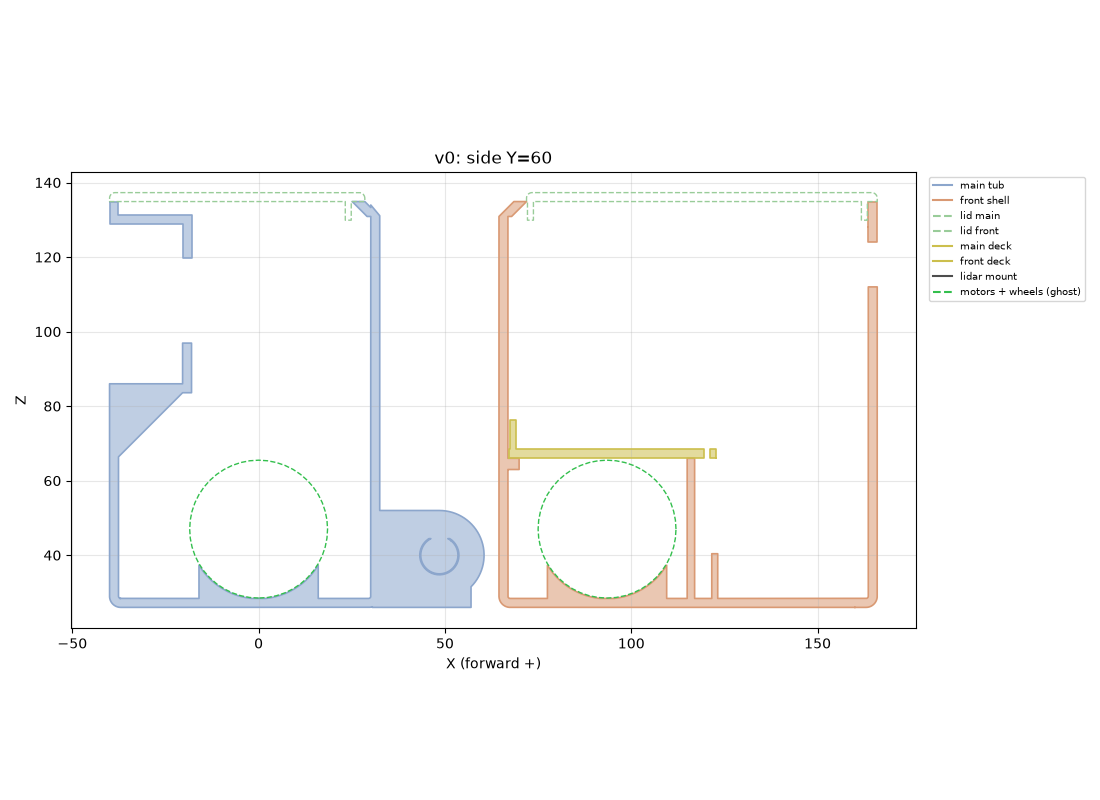 v0: side Y=60
140
120
100
80
60
40
Z
−50
0
50
100
150
X (forward +)
main tub
front shell
lid main
lid front
main deck
front deck
lidar mount
motors + wheels (ghost)